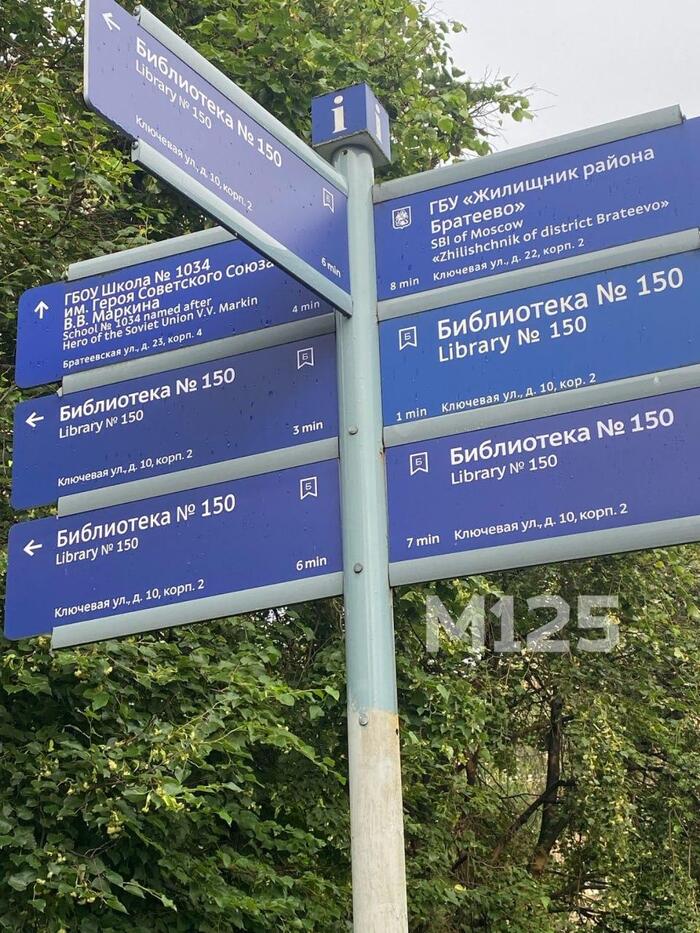 i
i
Библиотека № 150
Library № 150
Ключевая ул., д. 10, корп. 2
Б
6 min
ГБОУ Школа № 1034
им. Героя Советского Союза
В.В. Маркина
School № 1034 named after
Hero of the Soviet Union V.V. Markin
Братеевская ул., д. 23, корп. 4
4 min
Библиотека № 150
Library № 150
Ключевая ул., д. 10, корп. 2
Б
3 min
Библиотека № 150
Library № 150
Ключевая ул., д. 10, корп. 2
Б
6 min
ГБУ «Жилищник района
Братеево»
SBI of Moscow
«Zhilishchnik of district Brateevo»
Ключевая ул., д. 22, корп. 2
8 min
Б
Библиотека № 150
Library № 150
1 min
Ключевая ул., д. 10, кор. 2
Б
Библиотека № 150
Library № 150
7 min
Ключевая ул., д. 10, корп. 2
М125